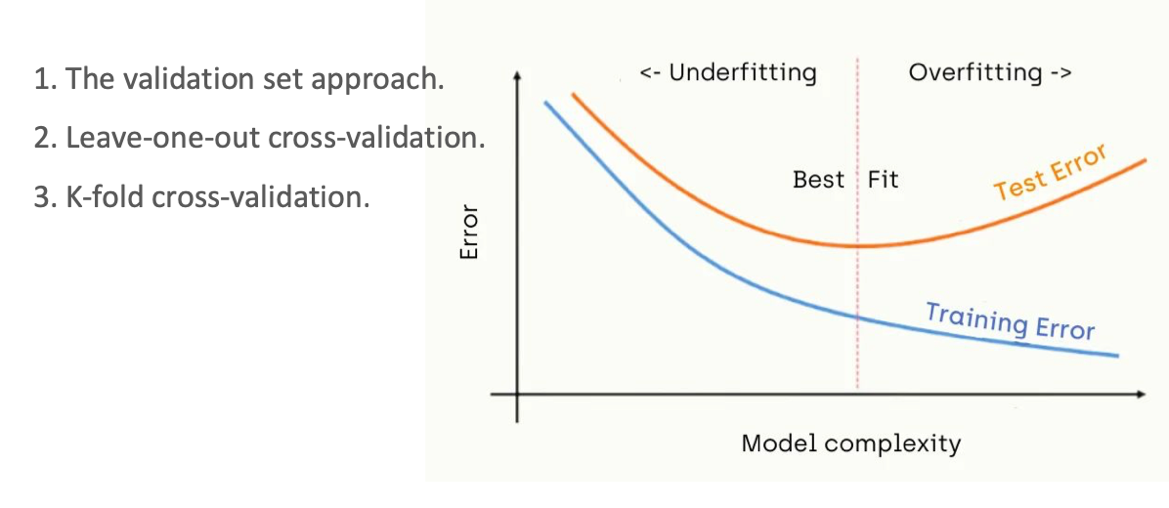 1. The validation set approach.
2. Leave-one-out cross-validation.
3. K-fold cross-validation.
<- Underfitting
Overfitting ->
Best Fit
Test Error
Error
Training Error
Model complexity